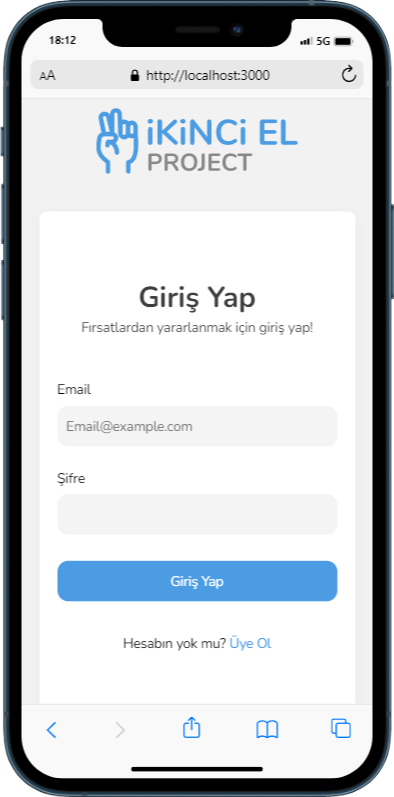 18:12
5G
AA
http://localhost:3000
iKiNCi EL
PROJECT
Giriş Yap
Fırsatlardan yararlanmak için giriş yap!
Email
Email@example.com
Şifre
Giriş Yap
Hesabın yok mu? Üye Ol